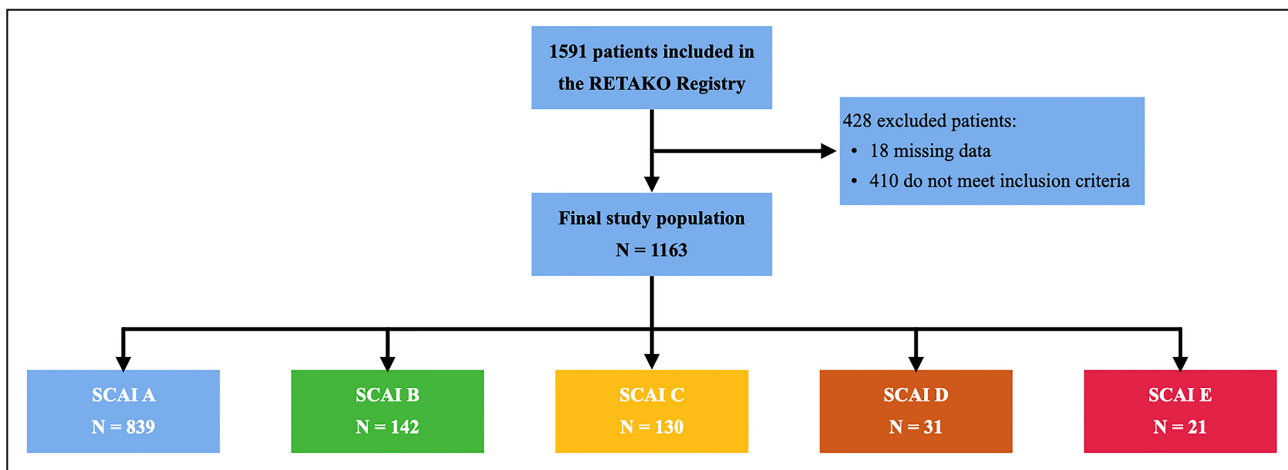 1591 patients included in
the RETAKO Registry
428 excluded patients:
• 18 missing data
• 410 do not meet inclusion criteria
Final study population
N = 1163
SCAI A
N = 839
SCAI B
N = 142
SCAI C
N = 130
SCAI D
N = 31
SCAI E
N = 21